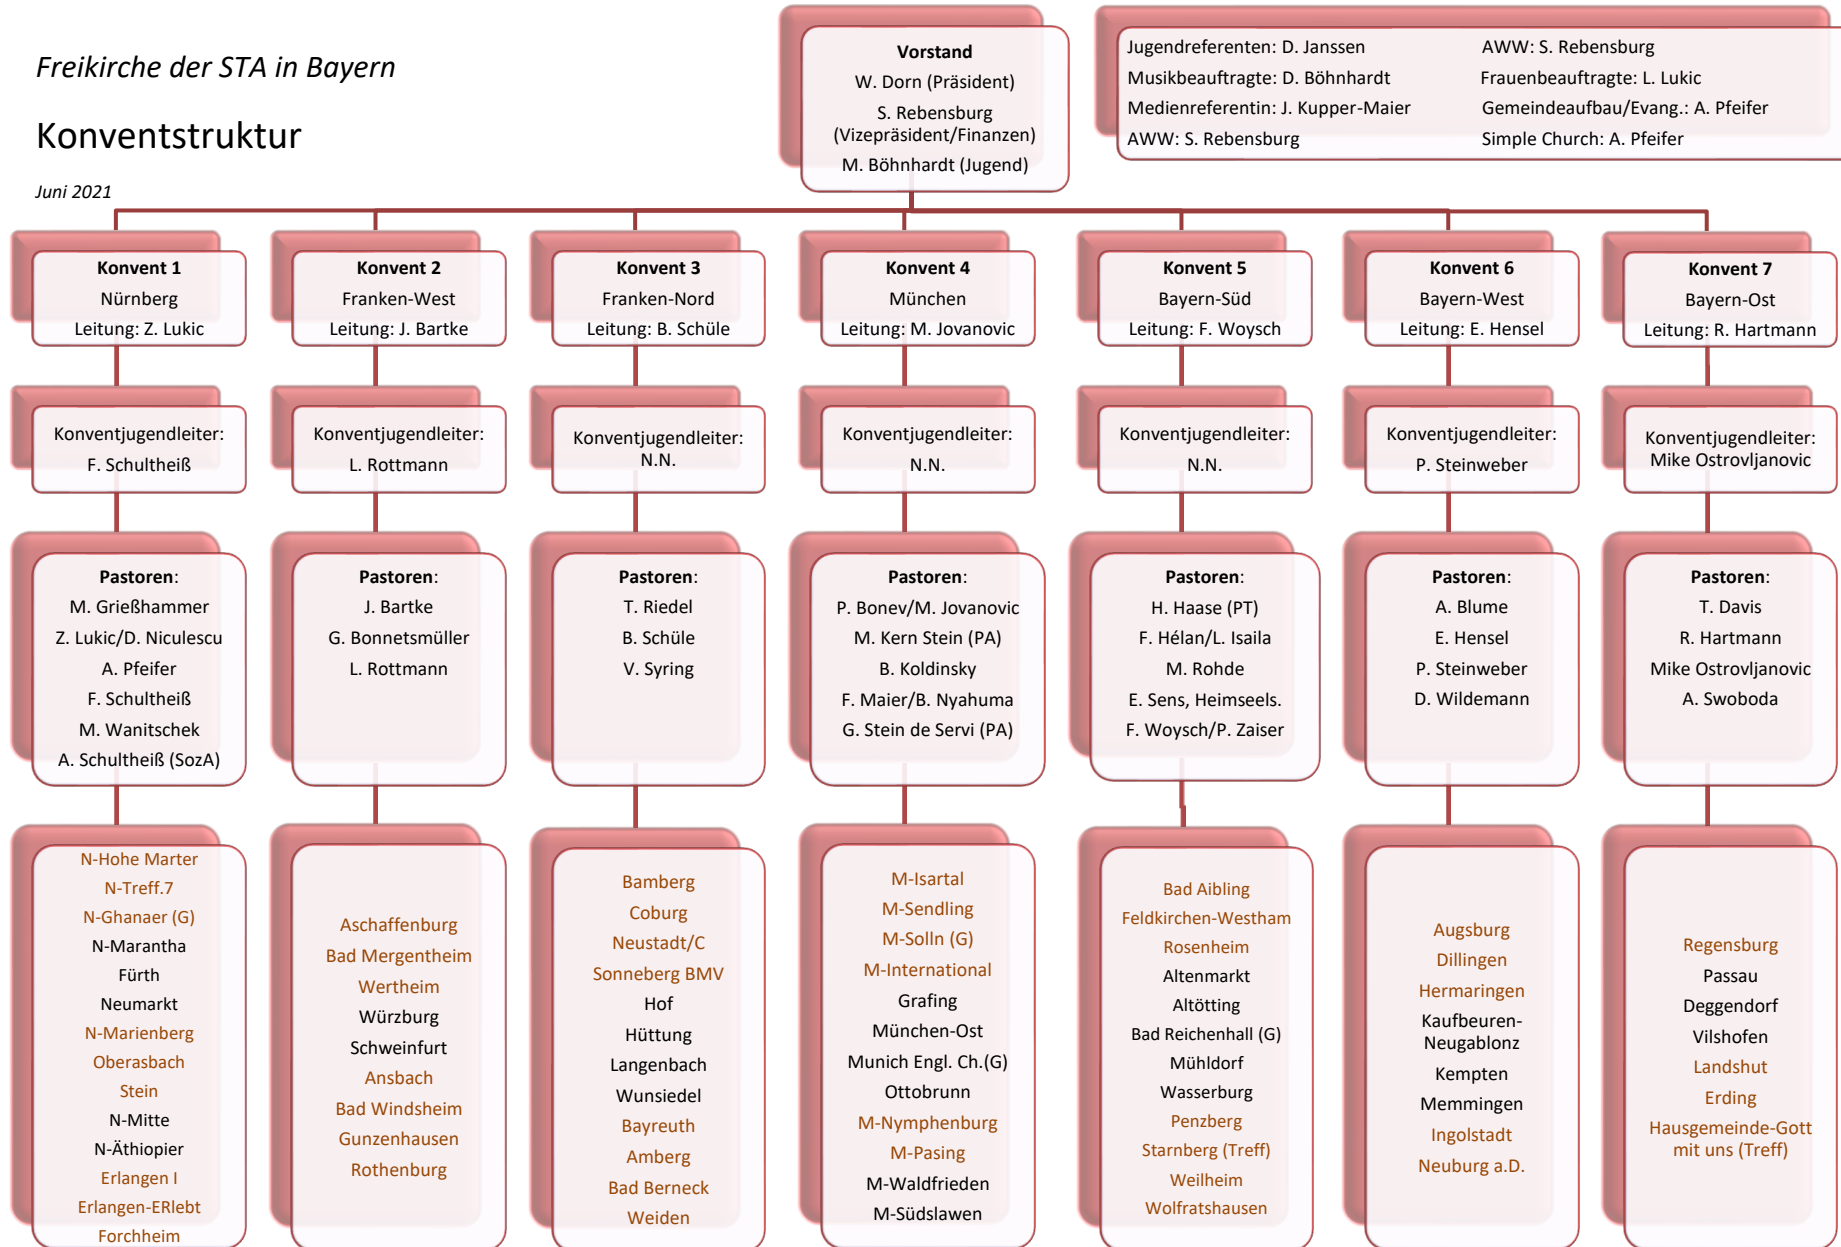 Freikirche der STA in Bayern
Konventstruktur
Juni 2021
Vorstand
W. Dorn (Präsident)
S. Rebensburg
(Vizepräsident/Finanzen)
M. Böhnhardt (Jugend)
Jugendreferenten: D. Janssen
Musikbeauftragte: D. Böhnhardt
Medienreferentin: J. Kupper-Maier
AWW: S. Rebensburg
AWW: S. Rebensburg
Frauenbeauftragte: L. Lukic
Gemeindeaufbau/Evang.: A. Pfeifer
Simple Church: A. Pfeifer
Konvent 1
Nürnberg
Leitung: Z. Lukic
Konventjugendleiter:
F. Schultheiß
Pastoren:
M. Grießhammer
Z. Lukic/D. Niculescu
A. Pfeifer
F. Schultheiß
M. Wanitschek
A. Schultheiß (SozA)
N-Hohe Marter
N-Treff.7
N-Ghanaer (G)
N-Marantha
Fürth
Neumarkt
N-Marienberg
Oberasbach
Stein
N-Mitte
N-Äthiopier
Erlangen I
Erlangen-ERlebt
Forchheim
Konvent 2
Franken-West
Leitung: J. Bartke
Konventjugendleiter:
L. Rottmann
Pastoren:
J. Bartke
G. Bonnetsmüller
L. Rottmann
Aschaffenburg
Bad Mergentheim
Wertheim
Würzburg
Schweinfurt
Ansbach
Bad Windsheim
Gunzenhausen
Rothenburg
Konvent 3
Franken-Nord
Leitung: B. Schüle
Konventjugendleiter:
N.N.
Pastoren:
T. Riedel
B. Schüle
V. Syring
Bamberg
Coburg
Neustadt/C
Sonneberg BMV
Hof
Hüttung
Langenbach
Wunsiedel
Bayreuth
Amberg
Bad Berneck
Weiden
Konvent 4
München
Leitung: M. Jovanovic
Konventjugendleiter:
N.N.
Pastoren:
P. Bonev/M. Jovanovic
M. Kern Stein (PA)
B. Koldinsky
F. Maier/B. Nyahuma
G. Stein de Servi (PA)
M-Isartal
M-Sendling
M-Solln (G)
M-International
Grafing
München-Ost
Munich Engl. Ch.(G)
Ottobrunn
M-Nymphenburg
M-Pasing
M-Waldfrieden
M-Südslawen
Konvent 5
Bayern-Süd
Leitung: F. Woysch
Konventjugendleiter:
N.N.
Pastoren:
H. Haase (PT)
F. Hélan/L. Isaila
M. Rohde
E. Sens, Heimseels.
F. Woysch/P. Zaiser
Bad Aibling
Feldkirchen-Westham
Rosenheim
Altenmarkt
Altötting
Bad Reichenhall (G)
Mühldorf
Wasserburg
Penzberg
Starnberg (Treff)
Weilheim
Wolfratshausen
Konvent 6
Bayern-West
Leitung: E. Hensel
Konventjugendleiter:
P. Steinweber
Pastoren:
A. Blume
E. Hensel
P. Steinweber
D. Wildemann
Augsburg
Dillingen
Hermaringen
Kaufbeuren-
Neugablonz
Kempten
Memmingen
Ingolstadt
Neuburg a.D.
Konvent 7
Bayern-Ost
Leitung: R. Hartmann
Konventjugendleiter:
Mike Ostrovljanovic
Pastoren:
T. Davis
R. Hartmann
Mike Ostrovljanovic
A. Swoboda
Regensburg
Passau
Deggendorf
Vilshofen
Landshut
Erding
Hausgemeinde-Gott
mit uns (Treff)